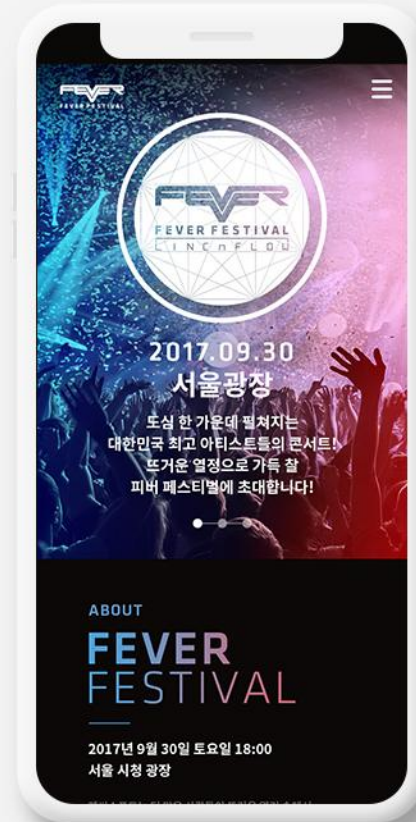 FEVER
FEVER FESTIVAL
FEVER
FEVER FESTIVAL
2017.09.30
서울광장
도심 한 가운데 펼쳐지는
대한민국 최고 아티스트들의 콘서트!
뜨거운 열정으로 가득 찰
피버 페스티벌에 초대합니다!
ABOUT
FEVER
FESTIVAL
2017년 9월 30일 토요일 18:00
서울 시청 광장